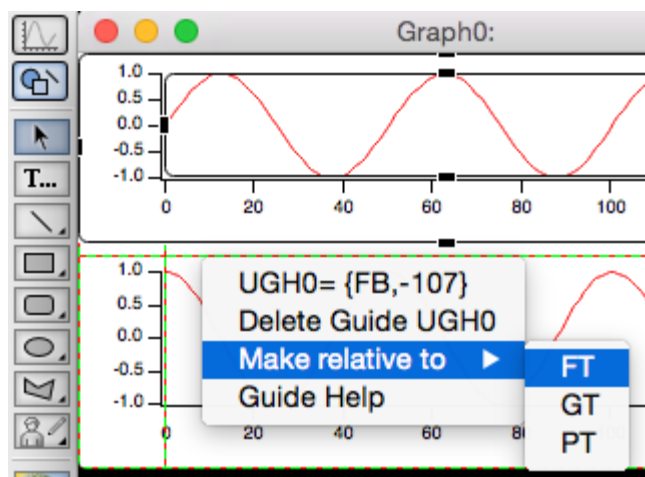 Graph0:
1.0
0.5
0.0
-0.5
-1.0
0 20 40 60 80 100
T...
1.0
0.5
0.0
-0.5
-1.0
0 20 40 60
UGH0= {FB,-107}
Delete Guide UGH0
Make relative to
Guide Help
FT
GT
PT